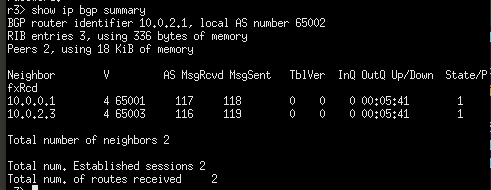 r3> show ip bgp summary
BGP router identifier 10.0.2.1, local AS number 65002
RIB entries 3, using 336 bytes of memory
Peers 2, using 18 KiB of memory
Neighbor        V    AS MsgRcvd MsgSent   TblVer  InQ OutQ Up/Down  State/P
fxRcd
10.0.0.1        4 65001     117     118        0    0    0 00:05:41        1
10.0.2.3        4 65003     116     119        0    0    0 00:05:41        1
Total number of neighbors 2
Total num. Established sessions 2
Total num. of routes received     2
r3>